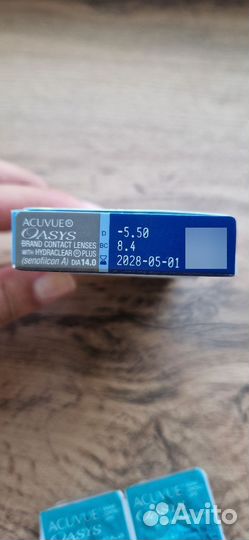 ACUVUE®
OASYS
BRAND CONTACT LENSES
WITH HYDRACLEAR® PLUS
(senofilcon A) DIA 14.0
D -5.50
BC 8.4
2028-05-01
ACUVUE
ACUVUE
OASYS
Avito